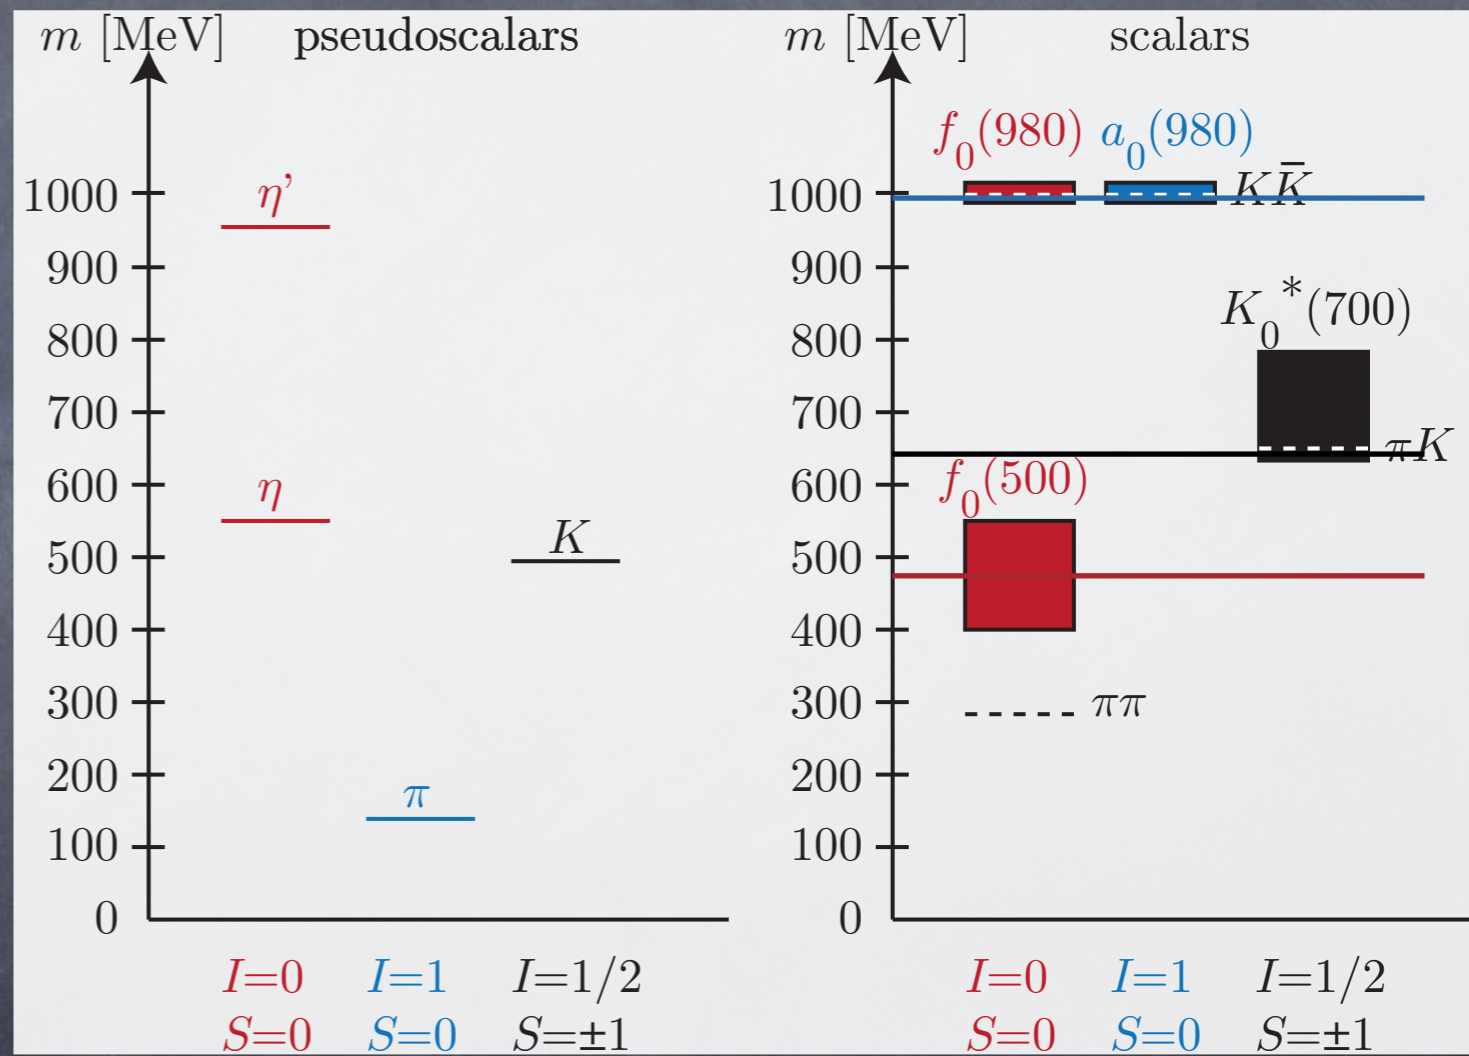 m [MeV] pseudoscalars
1000
900
800
700
600
500
400
300
200
100
0
η’
η
π
K
I=0 I=1 I=1/2
S=0 S=0 S=±1
m [MeV] scalars
1000
900
800
700
600
500
400
300
200
100
0
f₀(980) a₀(980)
KK̄
K₀*(700)
πK
f₀(500)
ππ
I=0 I=1 I=1/2
S=0 S=0 S=±1